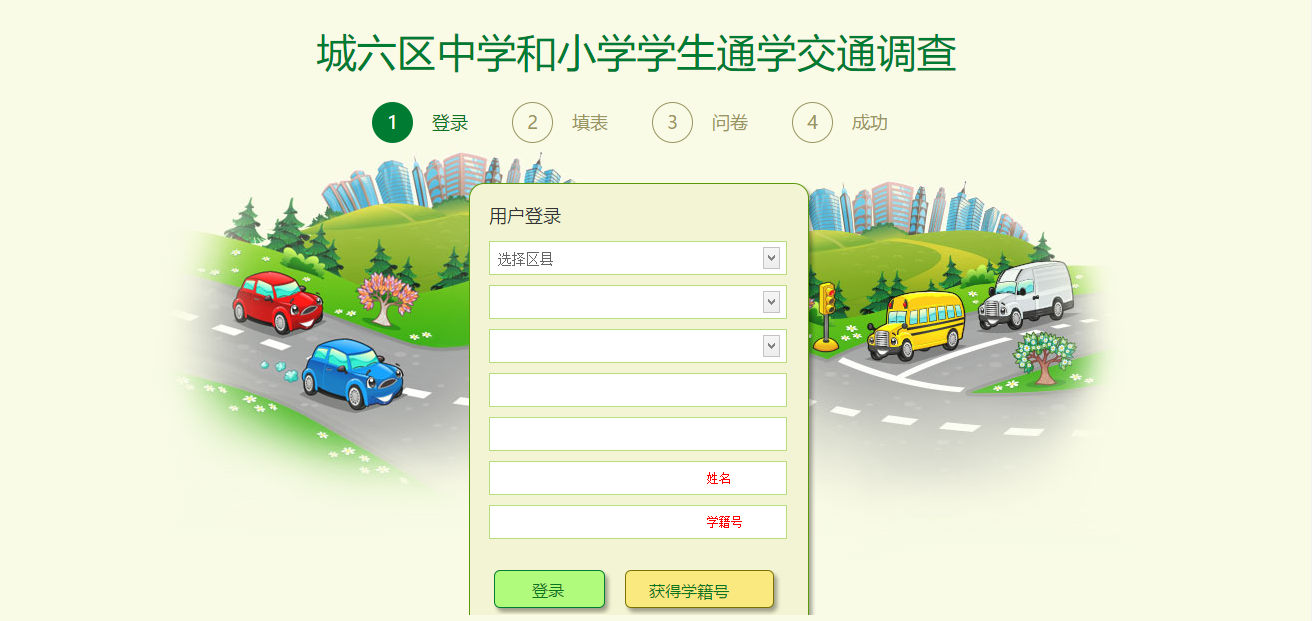 城六区中学和小学学生通学交通调查
1 登录 2 填表 3 问卷 4 成功
用户登录
选择区县
姓名
学籍号
登录 获得学籍号